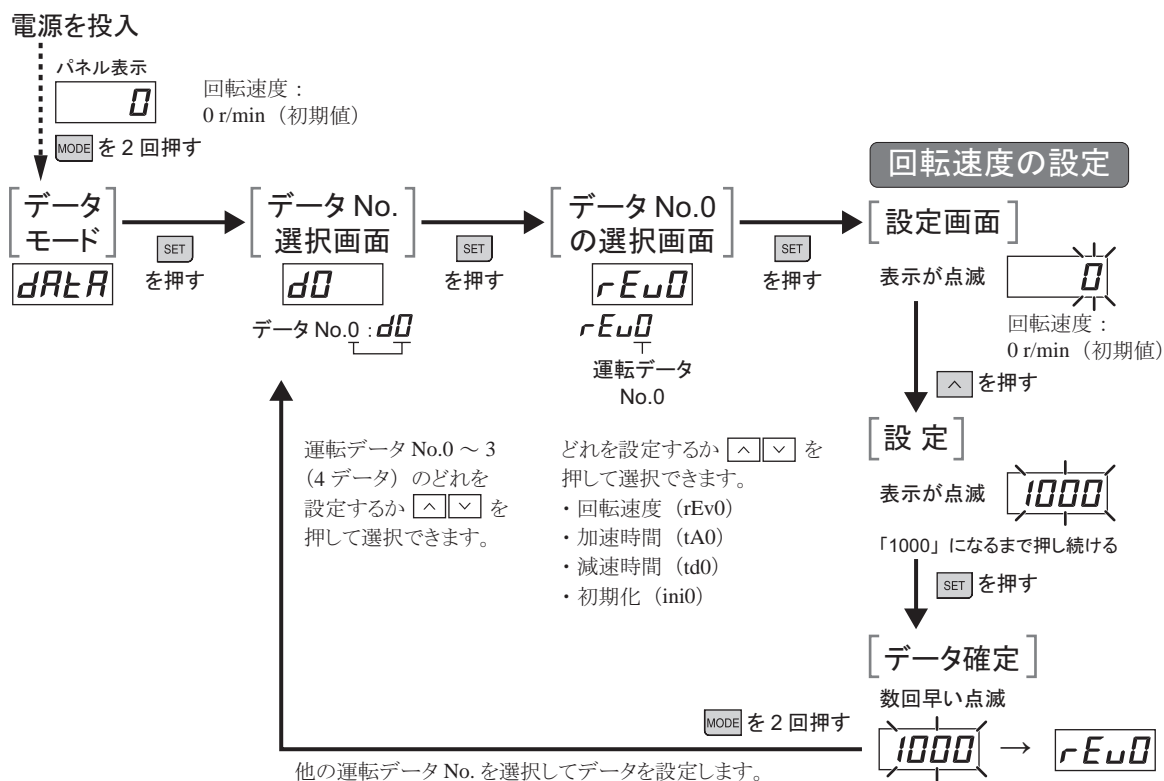 電源を投入
パネル表示
0
回転速度：
0 r/min（初期値）
MODE を 2 回押す
データ
モード
dAtA
SET
を押す
データ No.
選択画面
d0
データ No.0 : d0
SET
を押す
データ No.0
の選択画面
rEv0
rEv0
運転データ
No.0
SET
を押す
回転速度の設定
設定画面
表示が点滅
0
回転速度：
0 r/min（初期値）
へ を押す
設 定
表示が点滅 1000
「1000」になるまで押し続ける
SET を押す
データ確定
数回早い点滅
1000 → rEv0
運転データ No.0 ～ 3
（4 データ）のどれを
設定するか を
押して選択できます。
どれを設定するか を
押して選択できます。
・回転速度（rEv0）
・加速時間（tA0）
・減速時間（td0）
・初期化（ini0）
MODE を 2 回押す
他の運転データ No. を選択してデータを設定します。